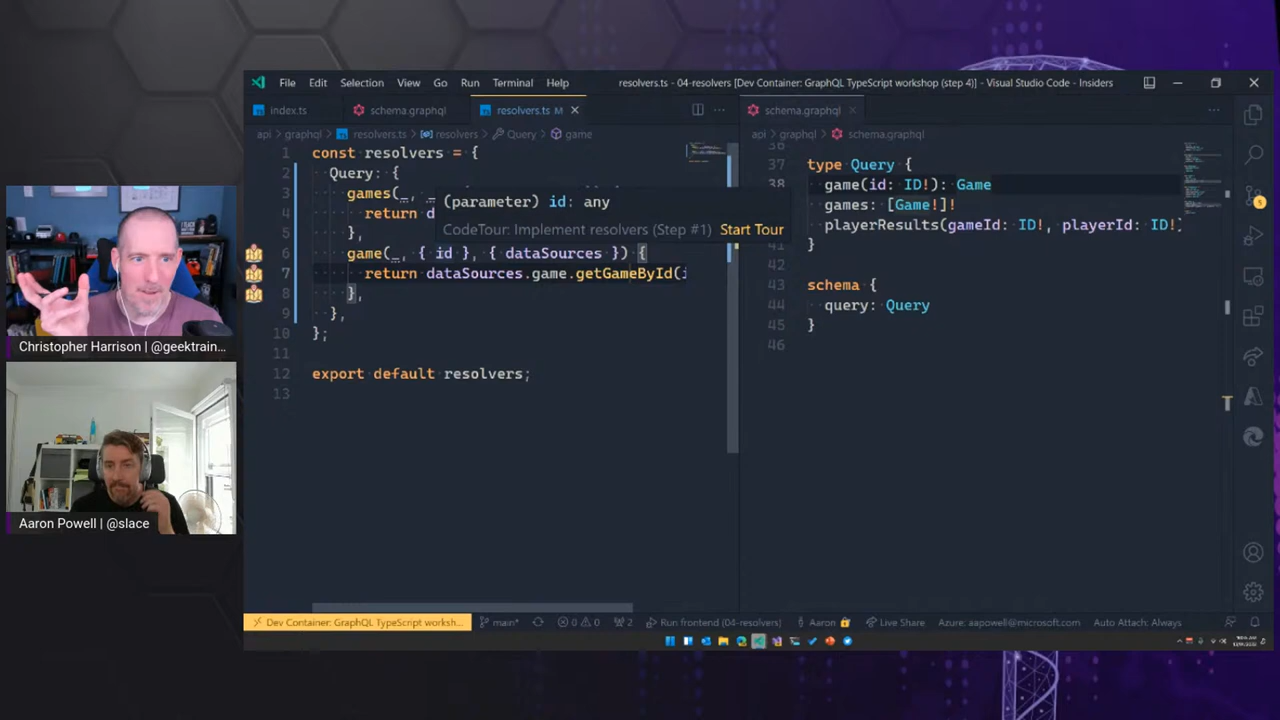 File Edit Selection View Go Run Terminal Help
resolvers.ts - 04-resolvers [Dev Container: GraphQL TypeScript workshop (step 4)] - Visual Studio Code - Insiders
index.ts schema.graphql resolvers.ts M
api › graphql › resolvers.ts › resolvers › Query › game
1 const resolvers = {
2 Query: {
3 games(_, _
4 return d
5 },
6 game(_, { id }, { dataSources }) {
7 return dataSources.game.getGameById(i
8 },
9 },
10 };
11
12 export default resolvers;
13
(parameter) id: any
CodeTour: Implement resolvers (Step #1) Start Tour
schema.graphql
api › graphql › schema.graphql
36
37 type Query {
38 game(id: ID!): Game
games: [Game!]!
playerResults(gameId: ID!, playerId: ID!
41 }
42
43 schema {
44 query: Query
45 }
46
Christopher Harrison | @geektrain...
Aaron Powell | @slace
Dev Container: GraphQL TypeScript worksh... main* 0 0 2 Run frontend (04-resolvers) Aaron Live Share Azure: aapowell@microsoft.com Auto Attach: Always